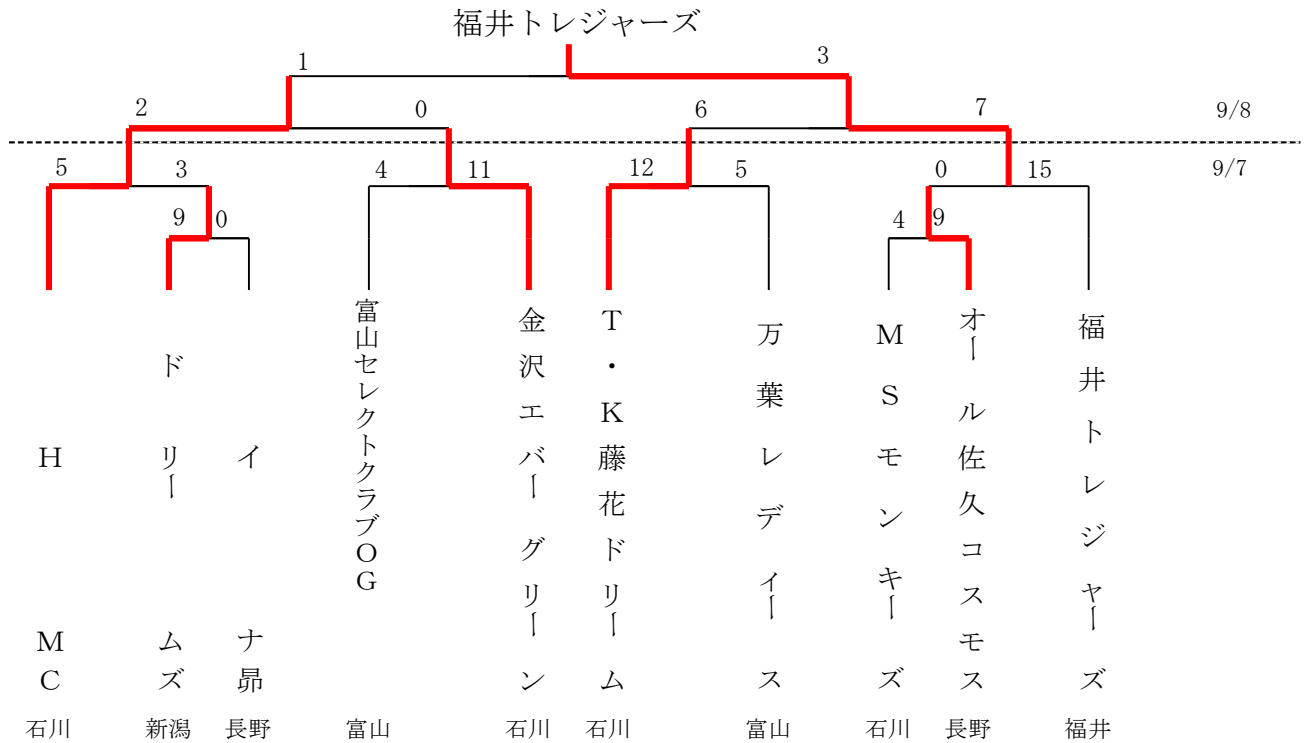 福井トレジャーズ
1 3
2 0 6 7 9/8
5 3 4 11 12 5 0 15 9/7
9 0 4 9
HMC
ドリームズ
イナ昴
富山セレクトクラブOG
金沢エバーグリーン
T・K藤花ドリーム
万葉レディース
MSモンキーズ
オール佐久コスモス
福井トレジャーズ
石川 新潟 長野 富山 石川 石川 富山 石川 長野 福井